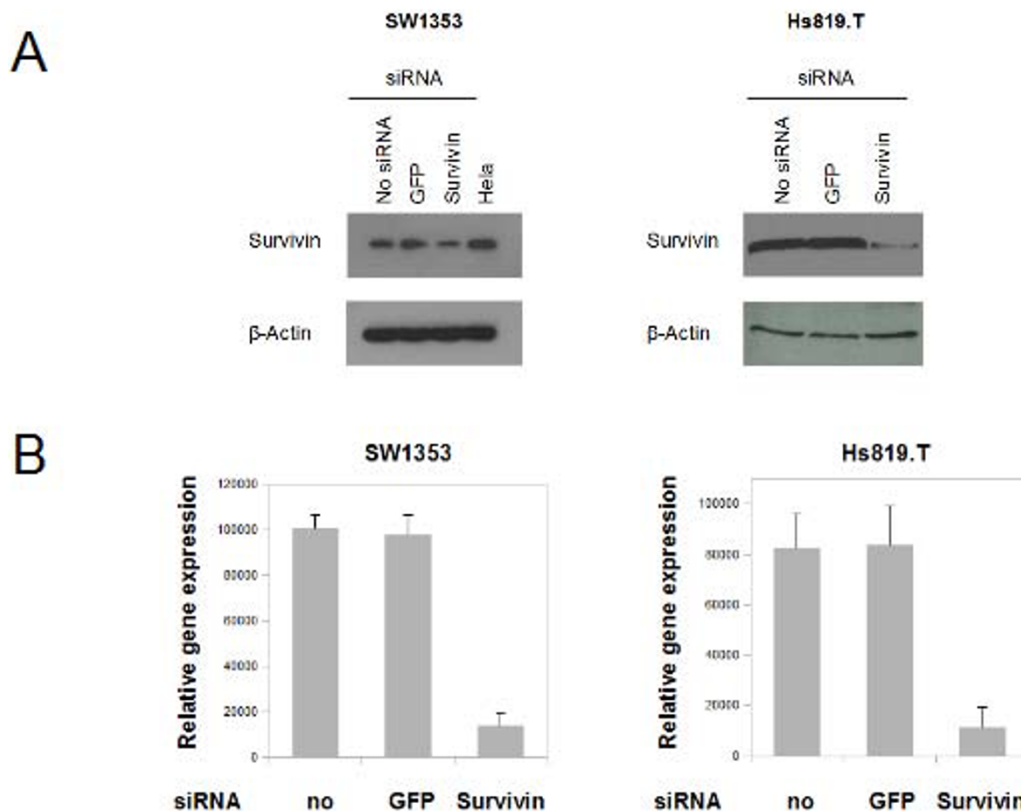 A
SW1353
Hs819.T
siRNA
siRNA
No siRNA
GFP
Survivin
Hela
No siRNA
GFP
Survivin
Survivin
Survivin
β-Actin
β-Actin
B
SW1353
Relative gene expression
120000
100000
80000
60000
40000
20000
0
siRNA no GFP Survivin
Hs819.T
Relative gene expression
100000
80000
60000
40000
20000
0
siRNA no GFP Survivin